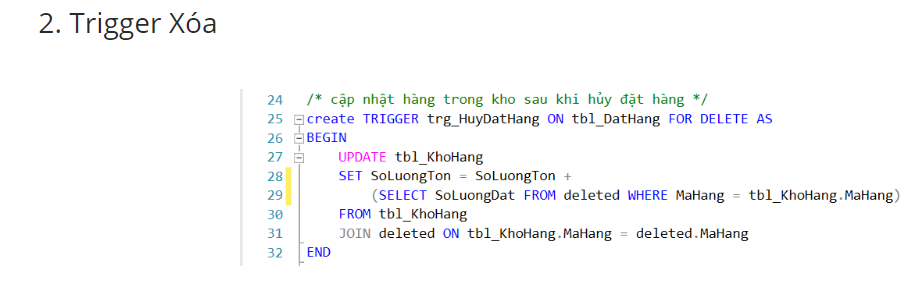 2. Trigger Xóa
24 /* cập nhật hàng trong kho sau khi hủy đặt hàng */
25 create TRIGGER trg_HuyDatHang ON tbl_DatHang FOR DELETE AS
26 BEGIN
27 UPDATE tbl_KhoHang
28 SET SoLuongTon = SoLuongTon +
29 (SELECT SoLuongDat FROM deleted WHERE MaHang = tbl_KhoHang.MaHang)
30 FROM tbl_KhoHang
31 JOIN deleted ON tbl_KhoHang.MaHang = deleted.MaHang
32 END